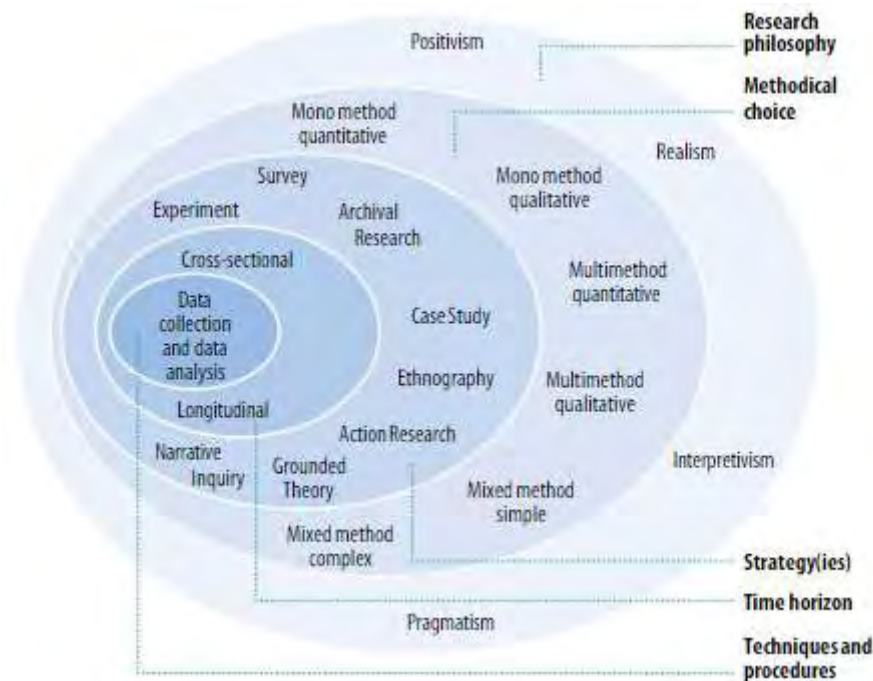 Positivism
Research
philosophy
Methodical
choice
Mono method
quantitative
Realism
Survey
Mono method
qualitative
Experiment
Archival
Research
Cross-sectional
Multimethod
quantitative
Data
collection
and data
analysis
Case Study
Ethnography
Multimethod
qualitative
Longitudinal
Action Research
Narrative
Inquiry
Grounded
Theory
Interpretivism
Mixed method
simple
Mixed method
complex
Strategy(ies)
Time horizon
Pragmatism
Techniques and
procedures